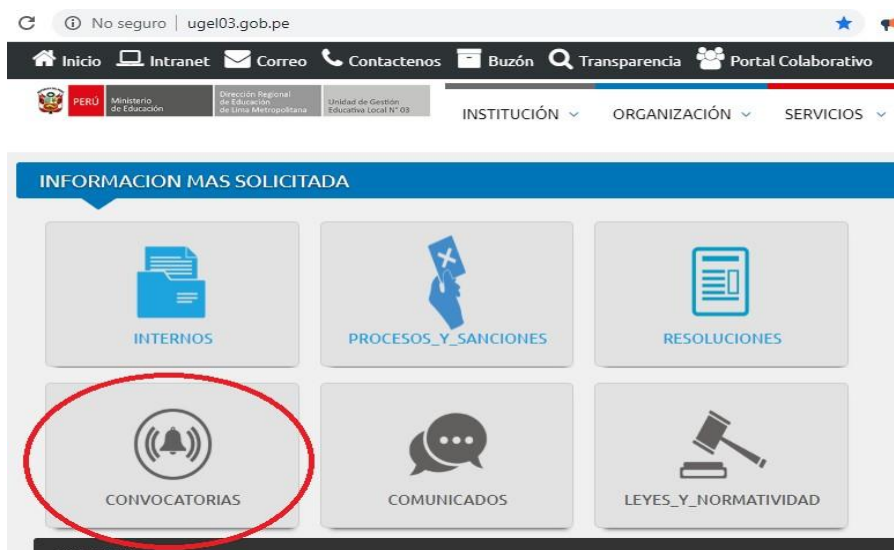 No seguro | ugel03.gob.pe
Inicio Intranet Correo Contactenos Buzón Transparencia Portal Colaborativo
PERÚ
Ministerio
de Educación
Dirección Regional
de Educación
de Lima Metropolitana
Unidad de Gestión
Educativa Local N° 03
INSTITUCIÓN ORGANIZACIÓN SERVICIOS
INFORMACION MAS SOLICITADA
INTERNOS PROCESOS_Y_SANCIONES RESOLUCIONES
CONVOCATORIAS COMUNICADOS LEYES_Y_NORMATIVIDAD